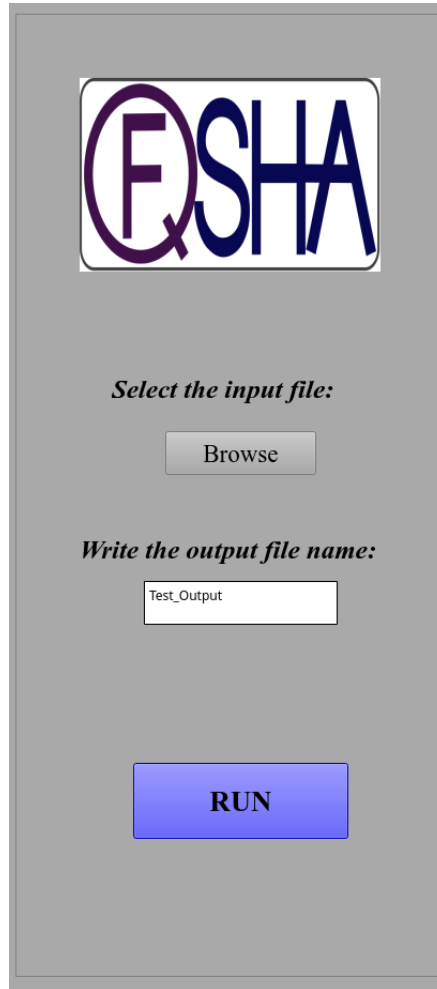 FQSHA
Select the input file:
Browse
Write the output file name:
Test_Output
RUN